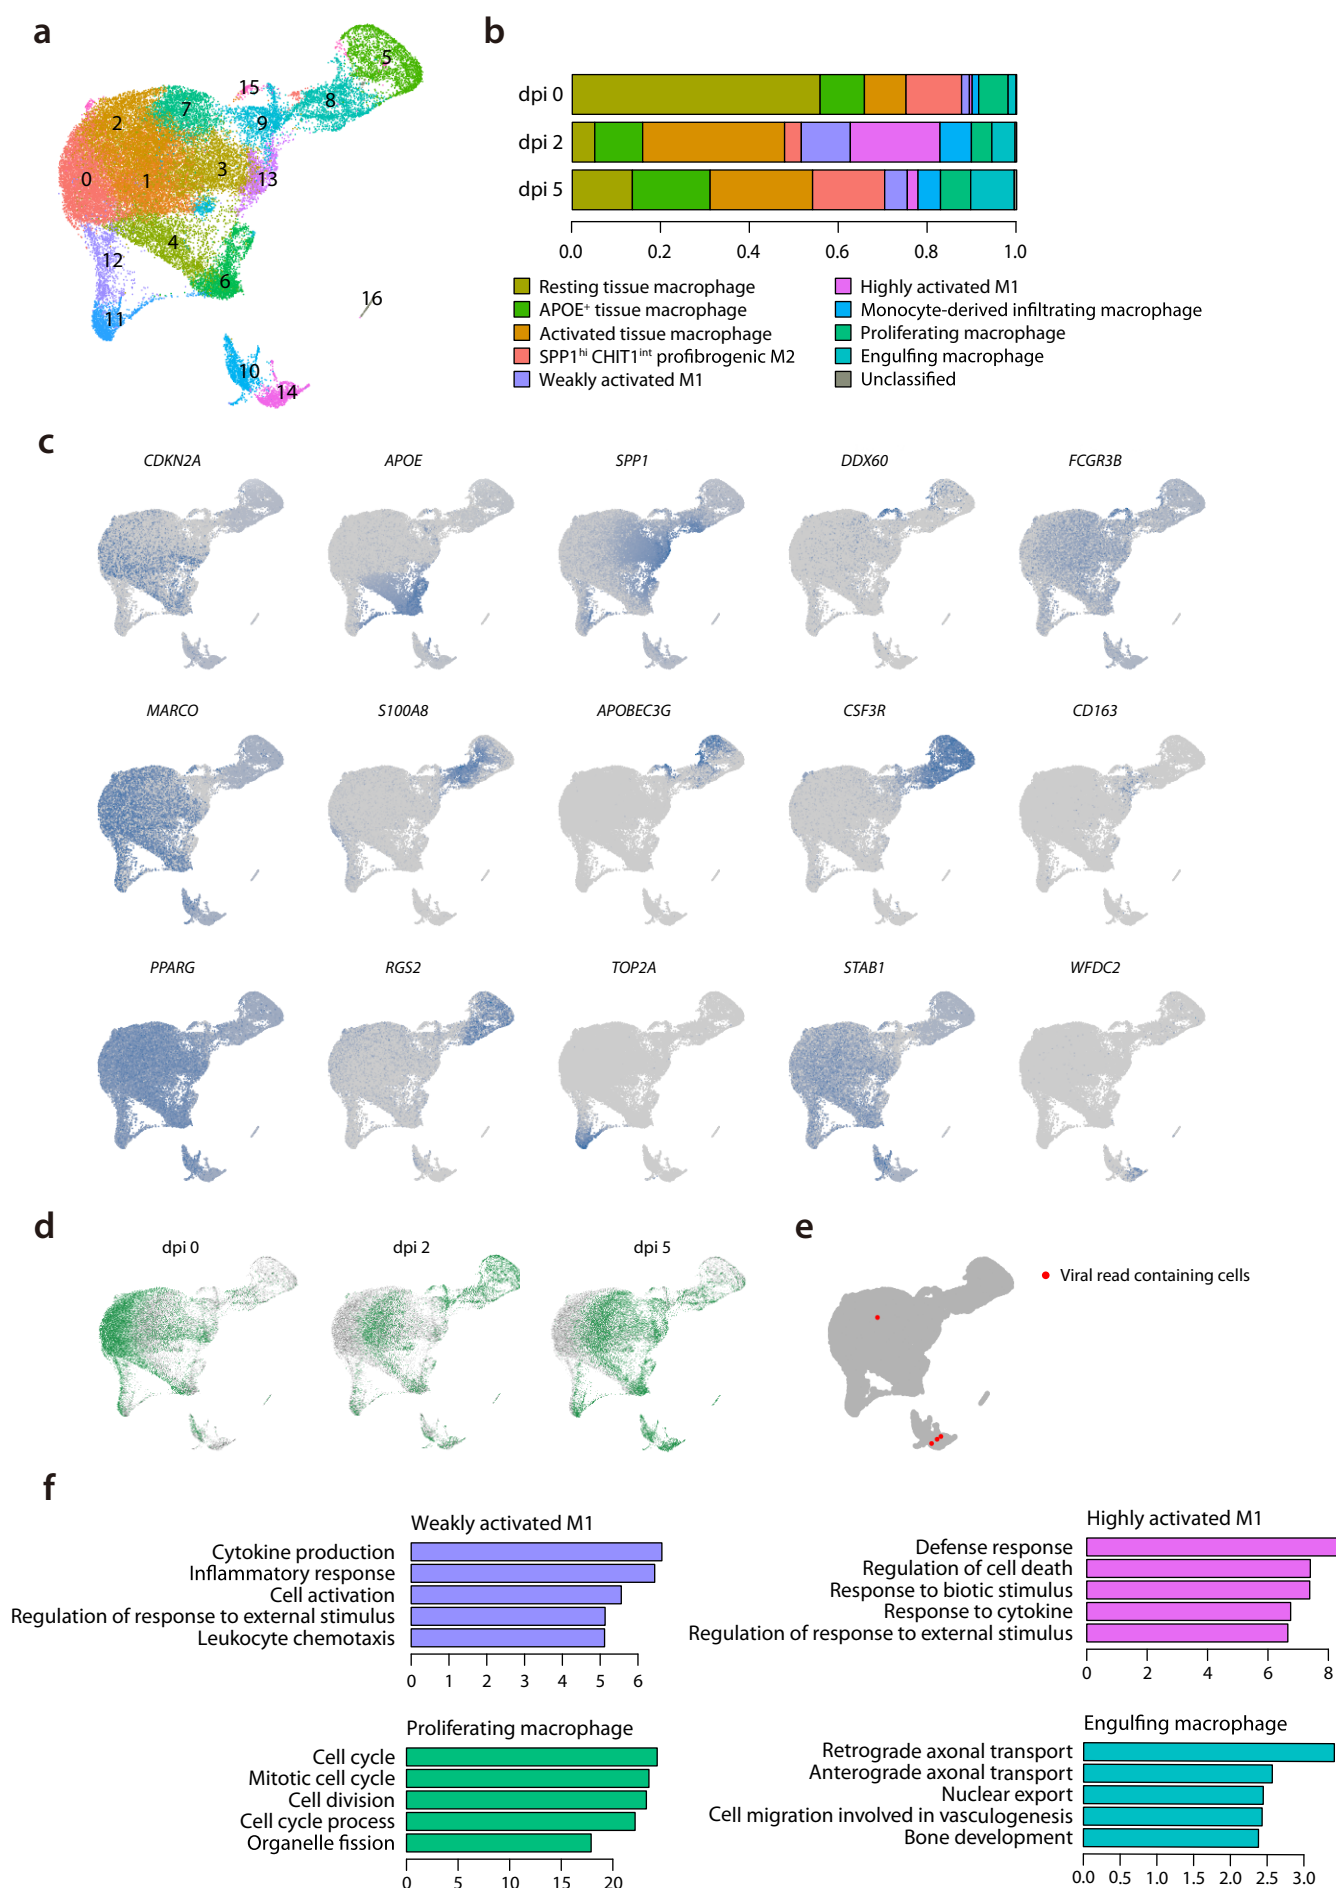 a
b
5
15
8
2
7
9
3
0
1
13
4
12
6
16
11
10
14
dpi 0
dpi 2
dpi 5
0.0 0.2 0.4 0.6 0.8 1.0
Resting tissue macrophage
APOE+ tissue macrophage
Activated tissue macrophage
SPP1hi CHIT1int profibrogenic M2
Weakly activated M1
Highly activated M1
Monocyte-derived infiltrating macrophage
Proliferating macrophage
Engulfing macrophage
Unclassified
c
CDKN2A APOE SPP1 DDX60 FCGR3B
MARCO S100A8 APOBEC3G CSF3R CD163
PPARG RGS2 TOP2A STAB1 WFDC2
d
dpi 0 dpi 2 dpi 5
e
Viral read containing cells
f
Weakly activated M1
Cytokine production
Inflammatory response
Cell activation
Regulation of response to external stimulus
Leukocyte chemotaxis
0 1 2 3 4 5 6
Highly activated M1
Defense response
Regulation of cell death
Response to biotic stimulus
Response to cytokine
Regulation of response to external stimulus
0 2 4 6 8
Proliferating macrophage
Cell cycle
Mitotic cell cycle
Cell division
Cell cycle process
Organelle fission
0 5 10 15 20
Engulfing macrophage
Retrograde axonal transport
Anterograde axonal transport
Nuclear export
Cell migration involved in vasculogenesis
Bone development
0.0 0.5 1.0 1.5 2.0 2.5 3.0